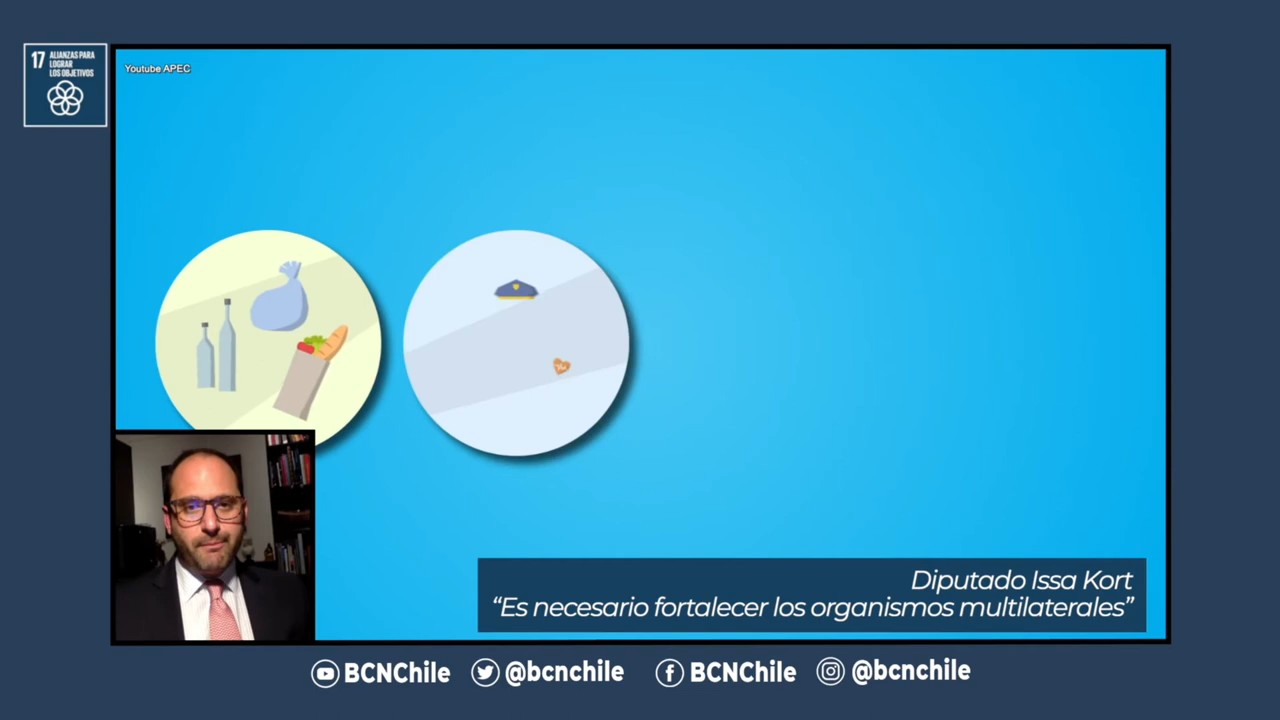 17 ALIANZAS PARA
LOGRAR
LOS OBJETIVOS
Youtube APEC
Diputado Issa Kort
“Es necesario fortalecer los organismos multilaterales”
BCNChile @bcnchile BCNChile @bcnchile